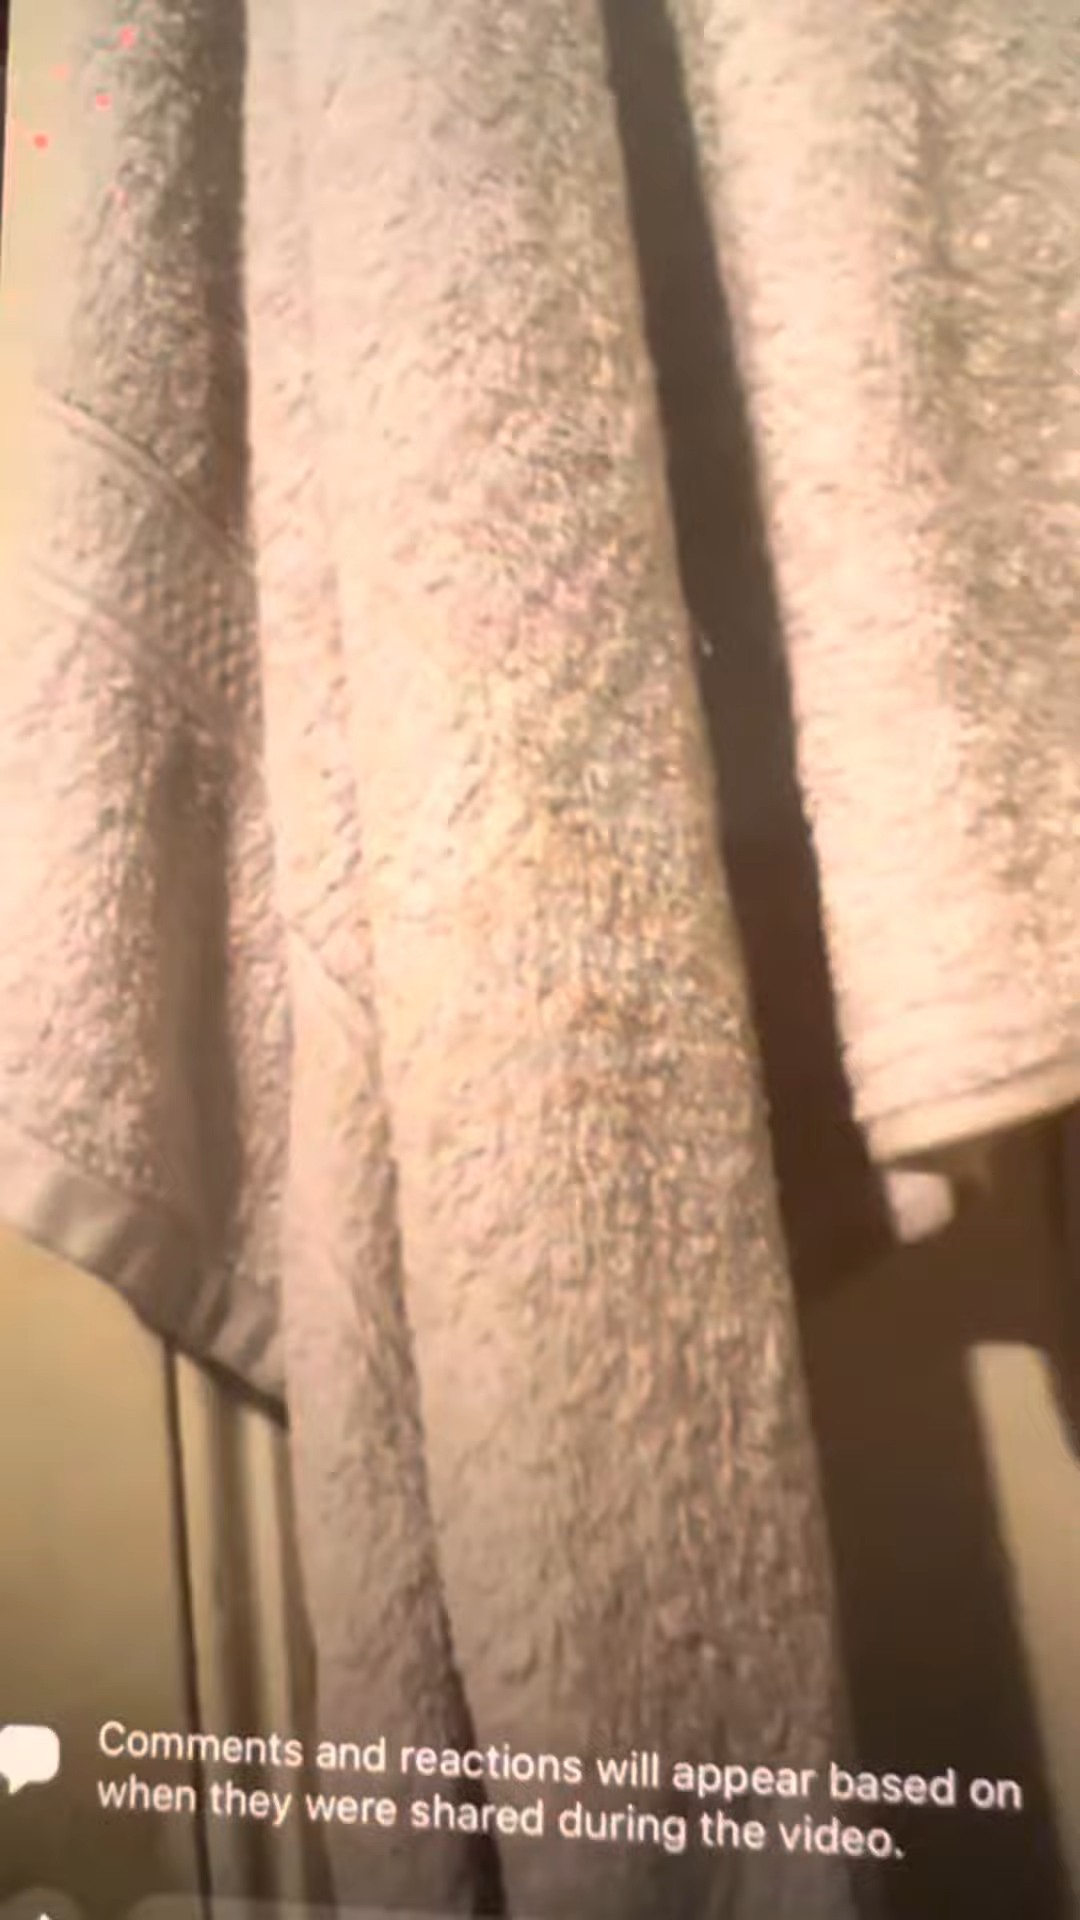 Comments and reactions will appear based on
when they were shared during the video.